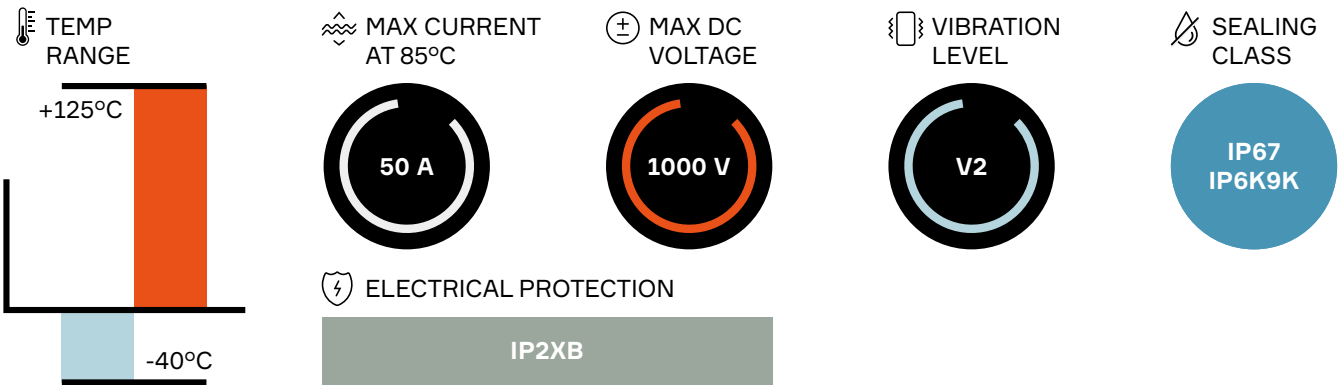 TEMP
RANGE
+125°C
-40°C
MAX CURRENT
AT 85°C
50 A
MAX DC
VOLTAGE
1000 V
VIBRATION
LEVEL
V2
SEALING
CLASS
IP67
IP6K9K
ELECTRICAL PROTECTION
IP2XB